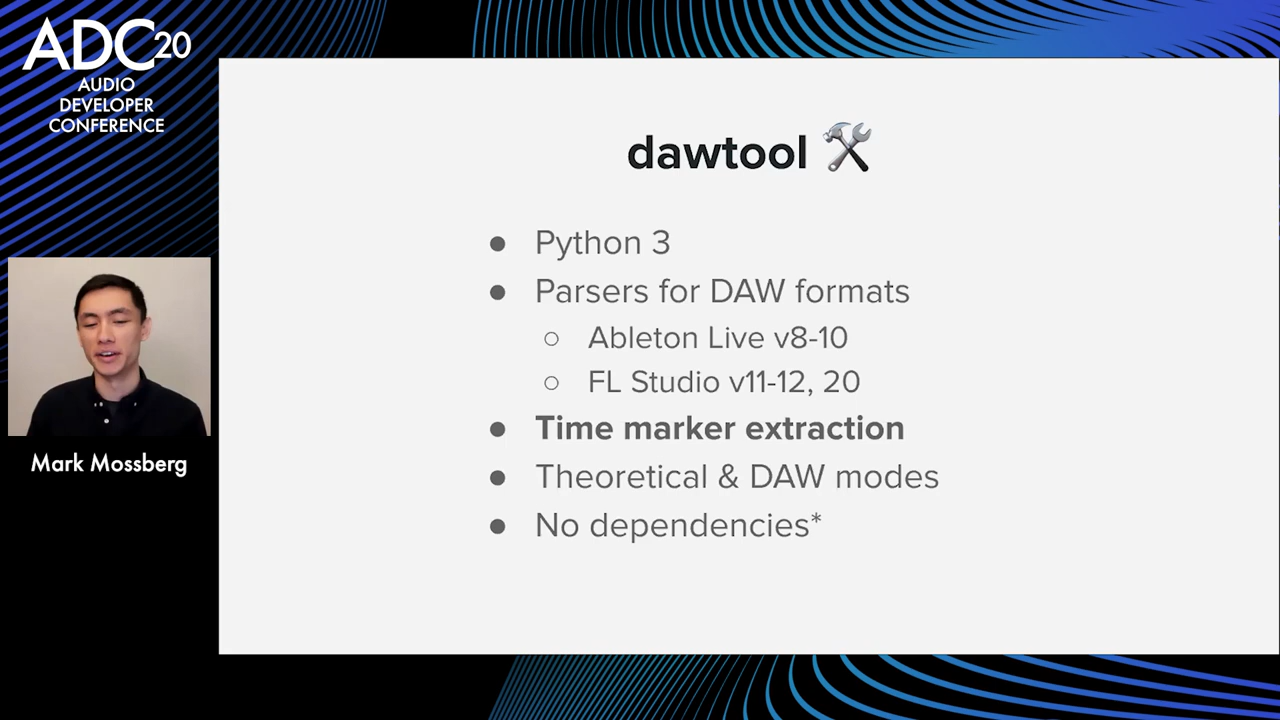 ADC20
AUDIO
DEVELOPER
CONFERENCE
dawtool
● Python 3
● Parsers for DAW formats
○ Ableton Live v8-10
○ FL Studio v11-12, 20
● Time marker extraction
● Theoretical & DAW modes
● No dependencies*
Mark Mossberg